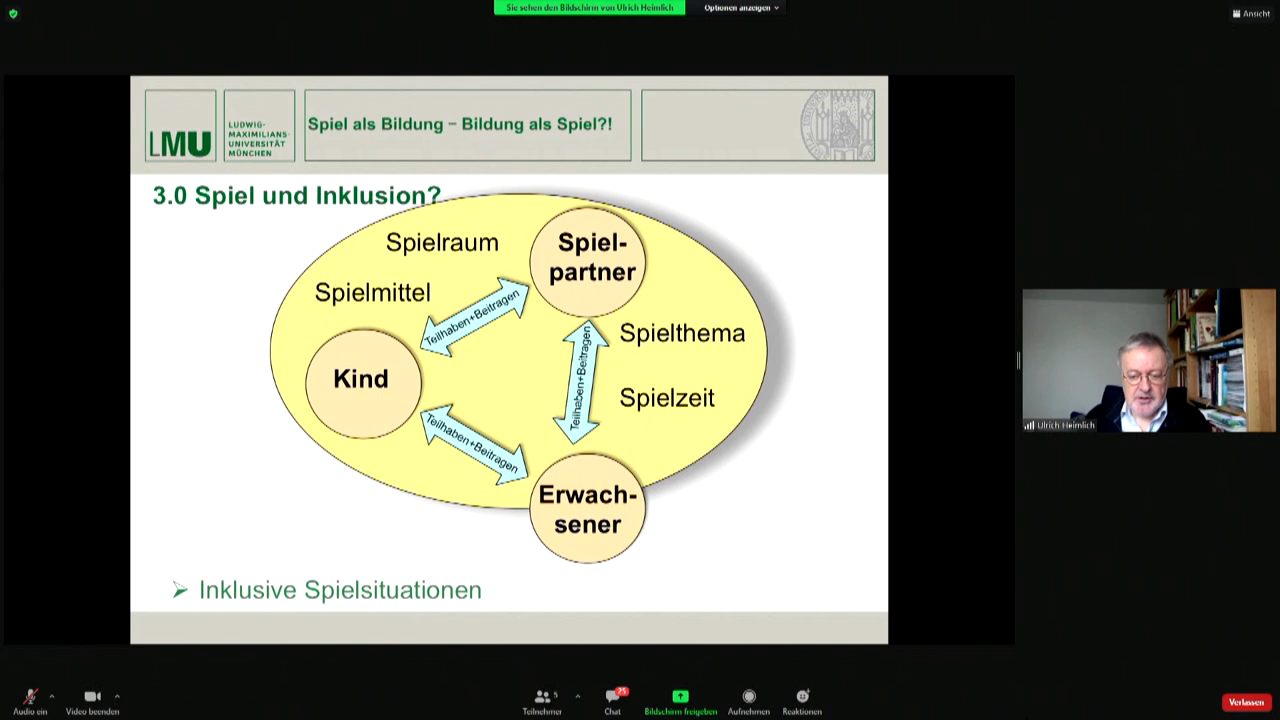 Sie sehen den Bildschirm von Ulrich Heimlich
Optionen anzeigen
Ansicht
LMU
LUDWIG-
MAXIMILIANS-
UNIVERSITÄT
MÜNCHEN
Spiel als Bildung – Bildung als Spiel?!
3.0 Spiel und Inklusion?
Spielraum
Spiel-
partner
Spielmittel
Teilhaben+Beitragen
Teilhaben+Beitragen
Spielthema
Kind
Spielzeit
Teilhaben+Beitragen
Erwach-
sener
Inklusive Spielsituationen
Ulrich Heimlich
Audio ein
Video beenden
5
Teilnehmer
25
Chat
Bildschirm freigeben
Aufnehmen
Reaktionen
Verlassen